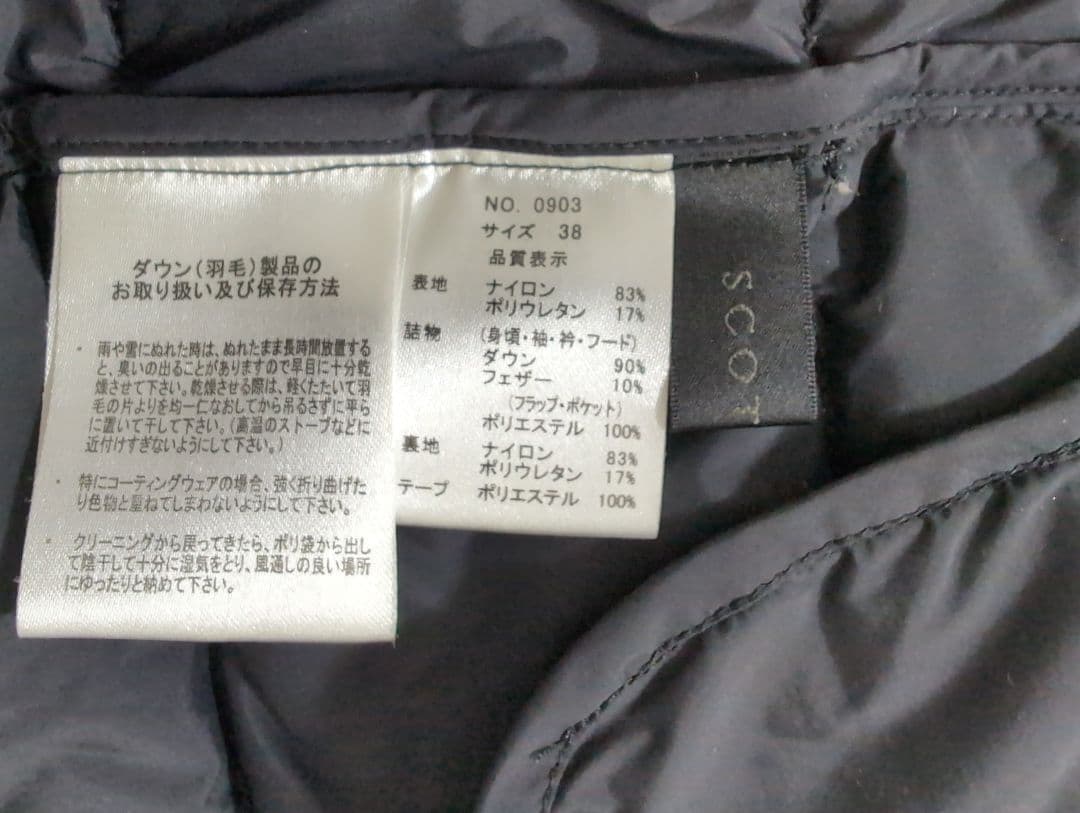 ダウン(羽毛)製品の
お取り扱い及び保存方法
・ 雨や雪にぬれた時は、ぬれたまま長時間放置する
と、臭いの出ることがありますので早目に十分乾
燥させて下さい。乾燥させる際は、軽くたたいて羽
毛の片よりを均一仁なおしてから吊るさずに平ら
に置いて干して下さい。(高温のストーブなどに
近付けすぎないようにして下さい。)
・ 特にコーティングウェアの場合、強く折り曲げた
り色物と重ねてしまわないようにして下さい。
・ クリーニングから戻ってきたら、ポリ袋から出し
て陰干して十分に湿気をとり、風通しの良い場所
にゆったりと納めて下さい。
NO. 0903
サイズ 38
品質表示
表地 ナイロン 83%
ポリウレタン 17%
詰物 (身頃・袖・衿・フード)
ダウン 90%
フェザー 10%
(フラップ・ポケット)
ポリエステル 100%
裏地 ナイロン 83%
ポリウレタン 17%
テープ ポリエステル 100%
SCOT